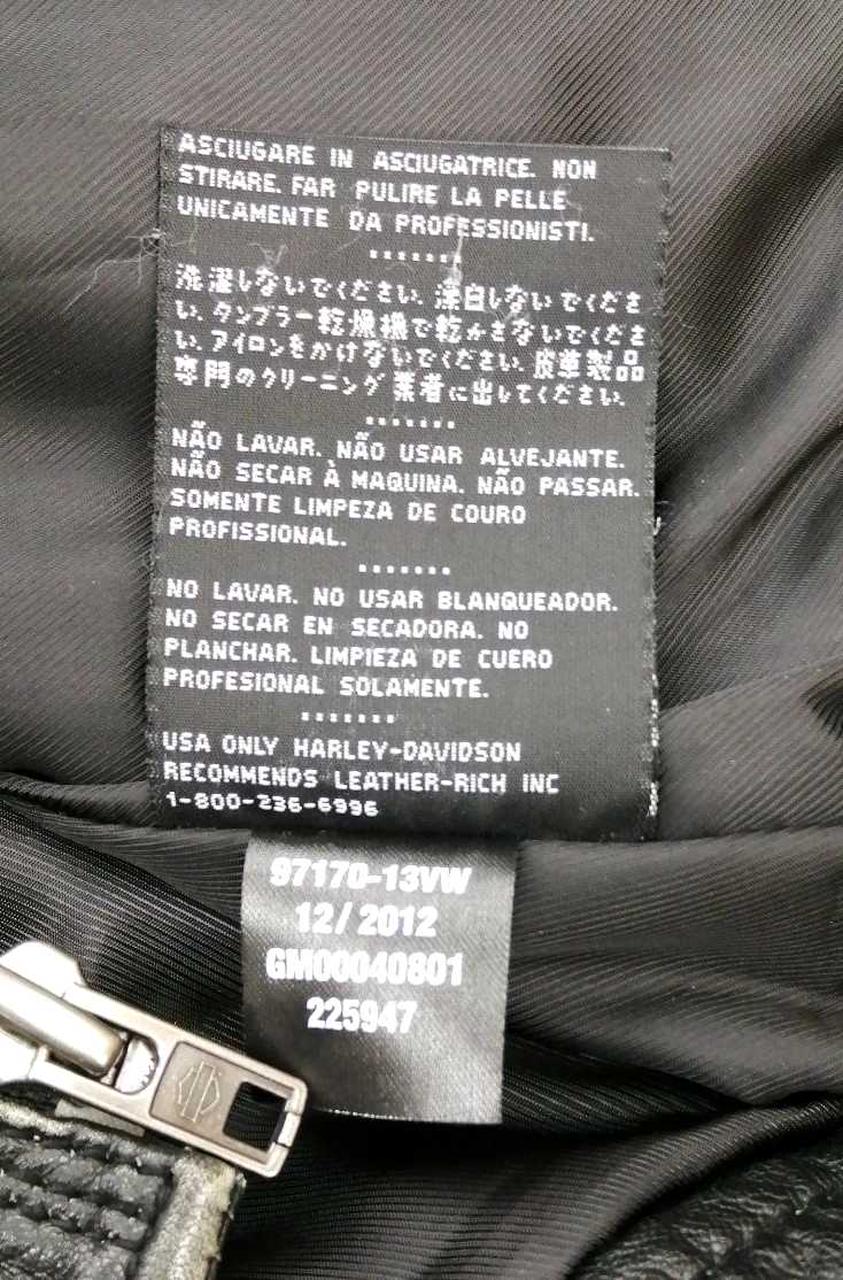 ASCIUGARE IN ASCIUGATRICE. NON
STIRARE. FAR PULIRE LA PELLE
UNICAMENTE DA PROFESSIONISTI.
.......
洗濯しないでください. 漂白しないでくださ
い. タンブラー乾燥機で乾かさないでくださ
い. アイロンをかけないでください. 皮革製品
専門のクリーニング業者に出してください.
.......
NÃO LAVAR. NÃO USAR ALVEJANTE.
NÃO SECAR À MAQUINA. NÃO PASSAR.
SOMENTE LIMPEZA DE COURO
PROFISSIONAL.
.......
NO LAVAR. NO USAR BLANQUEADOR.
NO SECAR EN SECADORA. NO
PLANCHAR. LIMPIEZA DE CUERO
PROFESIONAL SOLAMENTE.
.......
USA ONLY HARLEY-DAVIDSON
RECOMMENDS LEATHER-RICH INC
1-800-236-6996
97170-13VW
12/2012
GM00040801
225947